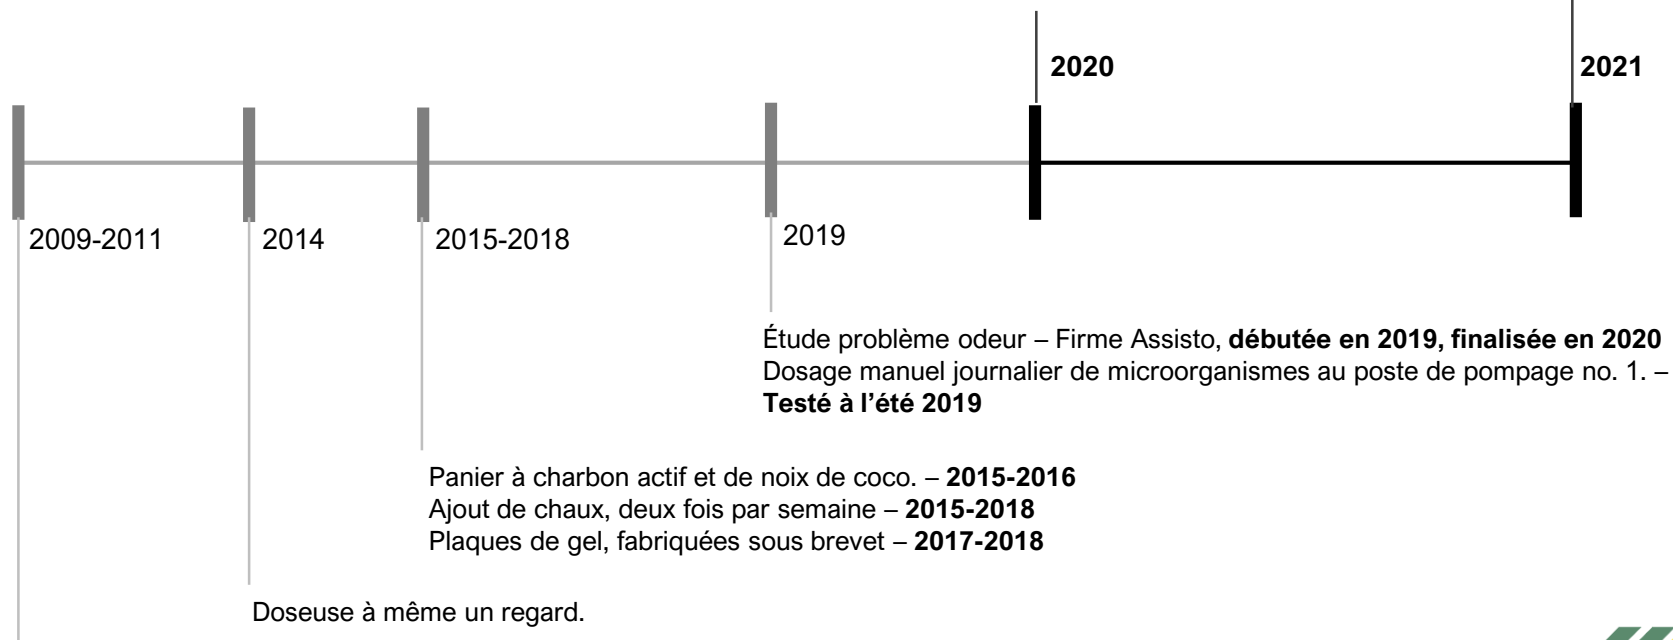 2020
2021
2009-2011
2014
2015-2018
2019
Étude problème odeur – Firme Assisto, débutée en 2019, finalisée en 2020
Dosage manuel journalier de microorganismes au poste de pompage no. 1. –
Testé à l'été 2019
Panier à charbon actif et de noix de coco. – 2015-2016
Ajout de chaux, deux fois par semaine – 2015-2018
Plaques de gel, fabriquées sous brevet – 2017-2018
Doseuse à même un regard.